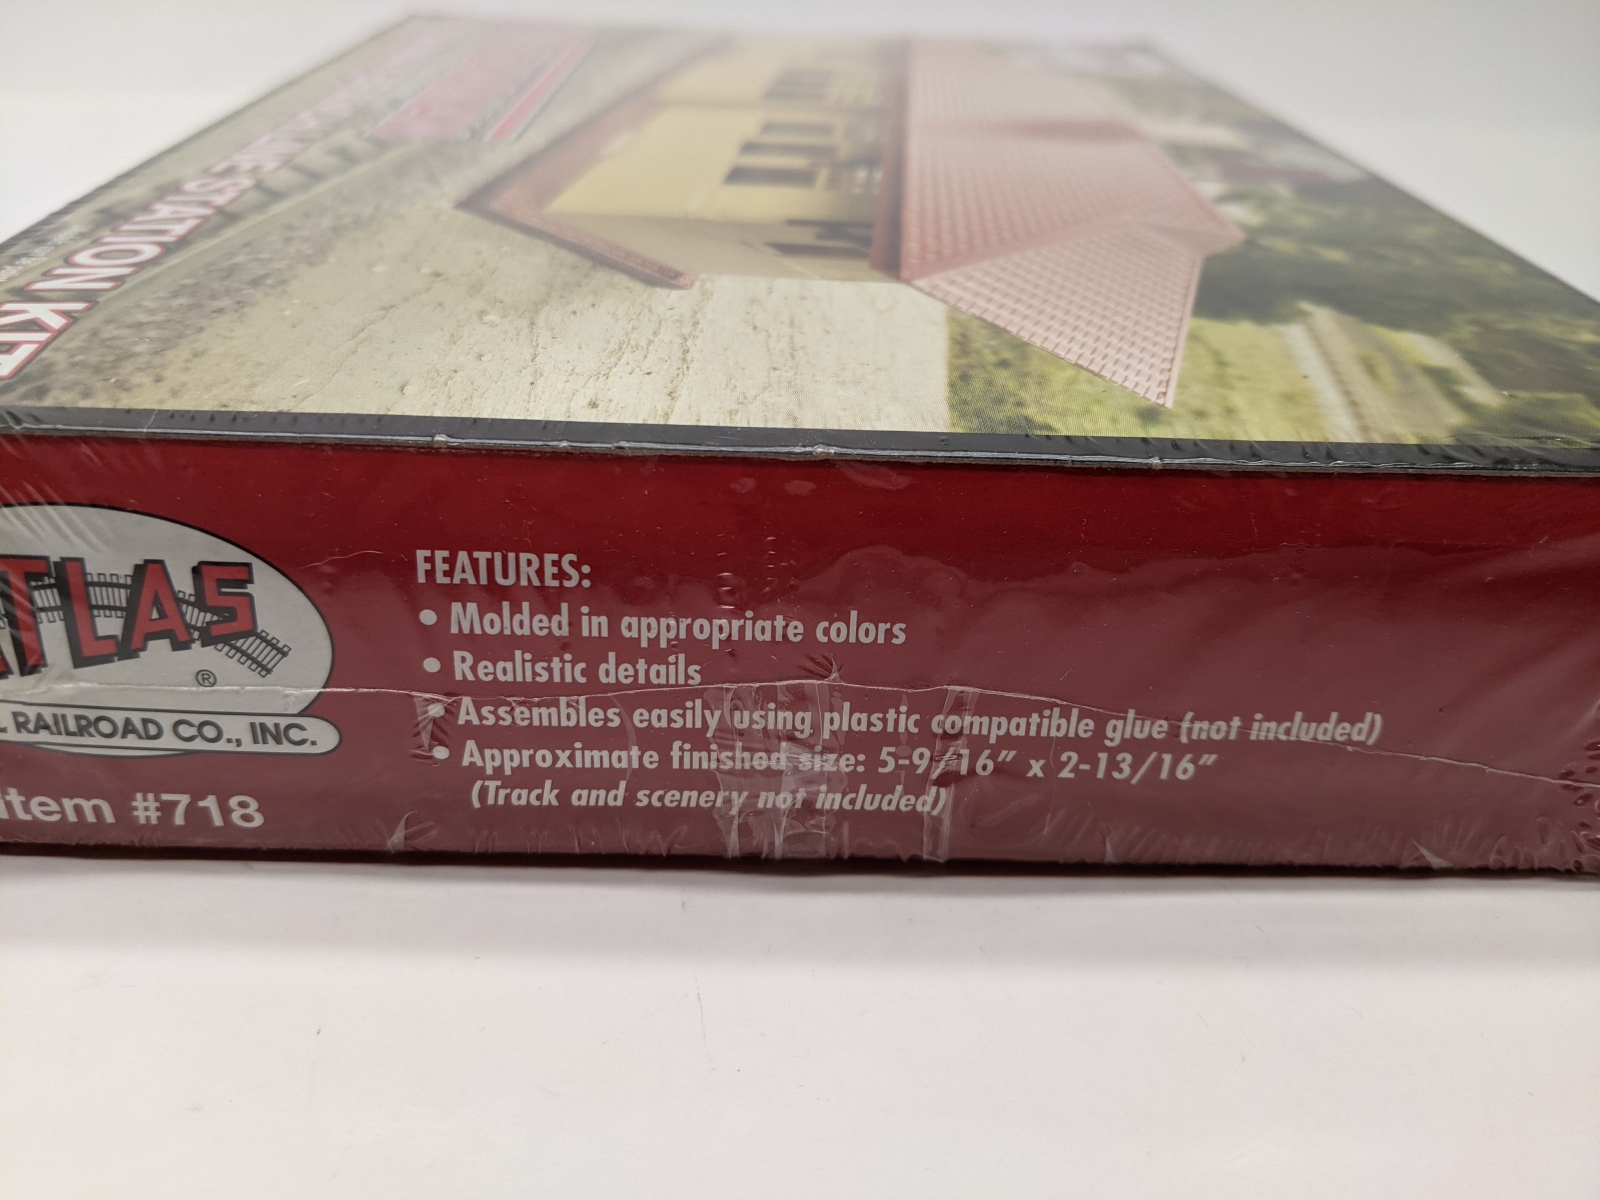 STATION KIT
ATLAS
®
RAILROAD CO., INC.
Item #718
FEATURES:
• Molded in appropriate colors
• Realistic details
• Assembles easily using plastic compatible glue (not included)
• Approximate finished size: 5-9/16” x 2-13/16”
(Track and scenery not included)